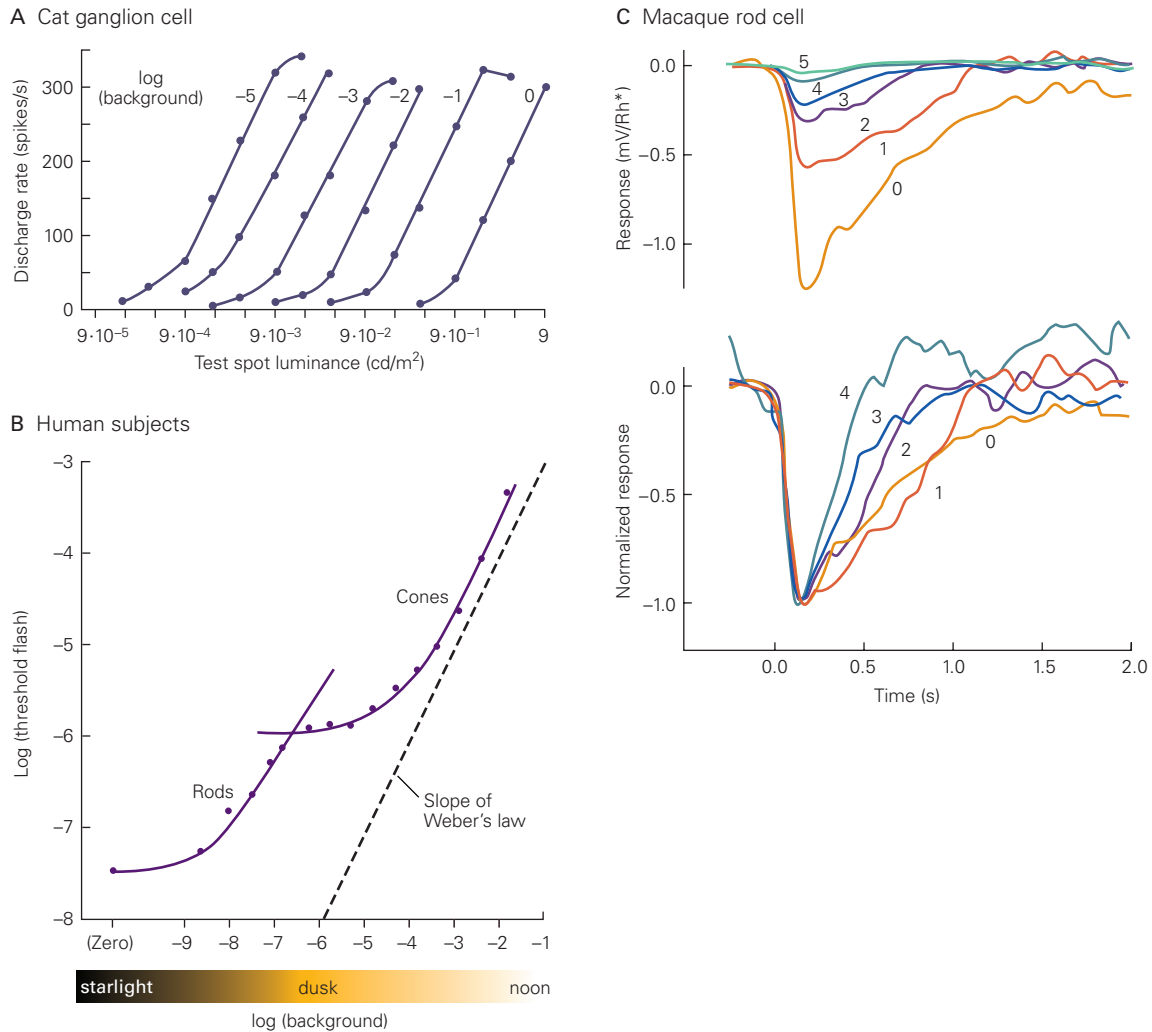 A Cat ganglion cell
Discharge rate (spikes/s)
300
200
100
0
log
(background)
–5
–4
–3
–2
–1
0
9·10⁻⁵
9·10⁻⁴
9·10⁻³
9·10⁻²
9·10⁻¹
9
Test spot luminance (cd/m²)
B Human subjects
Log (threshold flash)
–3
–4
–5
–6
–7
–8
Cones
Rods
Slope of
Weber's law
(Zero)
–9
–8
–7
–6
–5
–4
–3
–2
–1
starlight
dusk
noon
log (background)
C Macaque rod cell
Response (mV/Rh*)
0.0
–0.5
–1.0
5
4
3
2
1
0
Normalized response
0.0
–0.5
–1.0
4
3
2
0
1
0.0
0.5
1.0
1.5
2.0
Time (s)